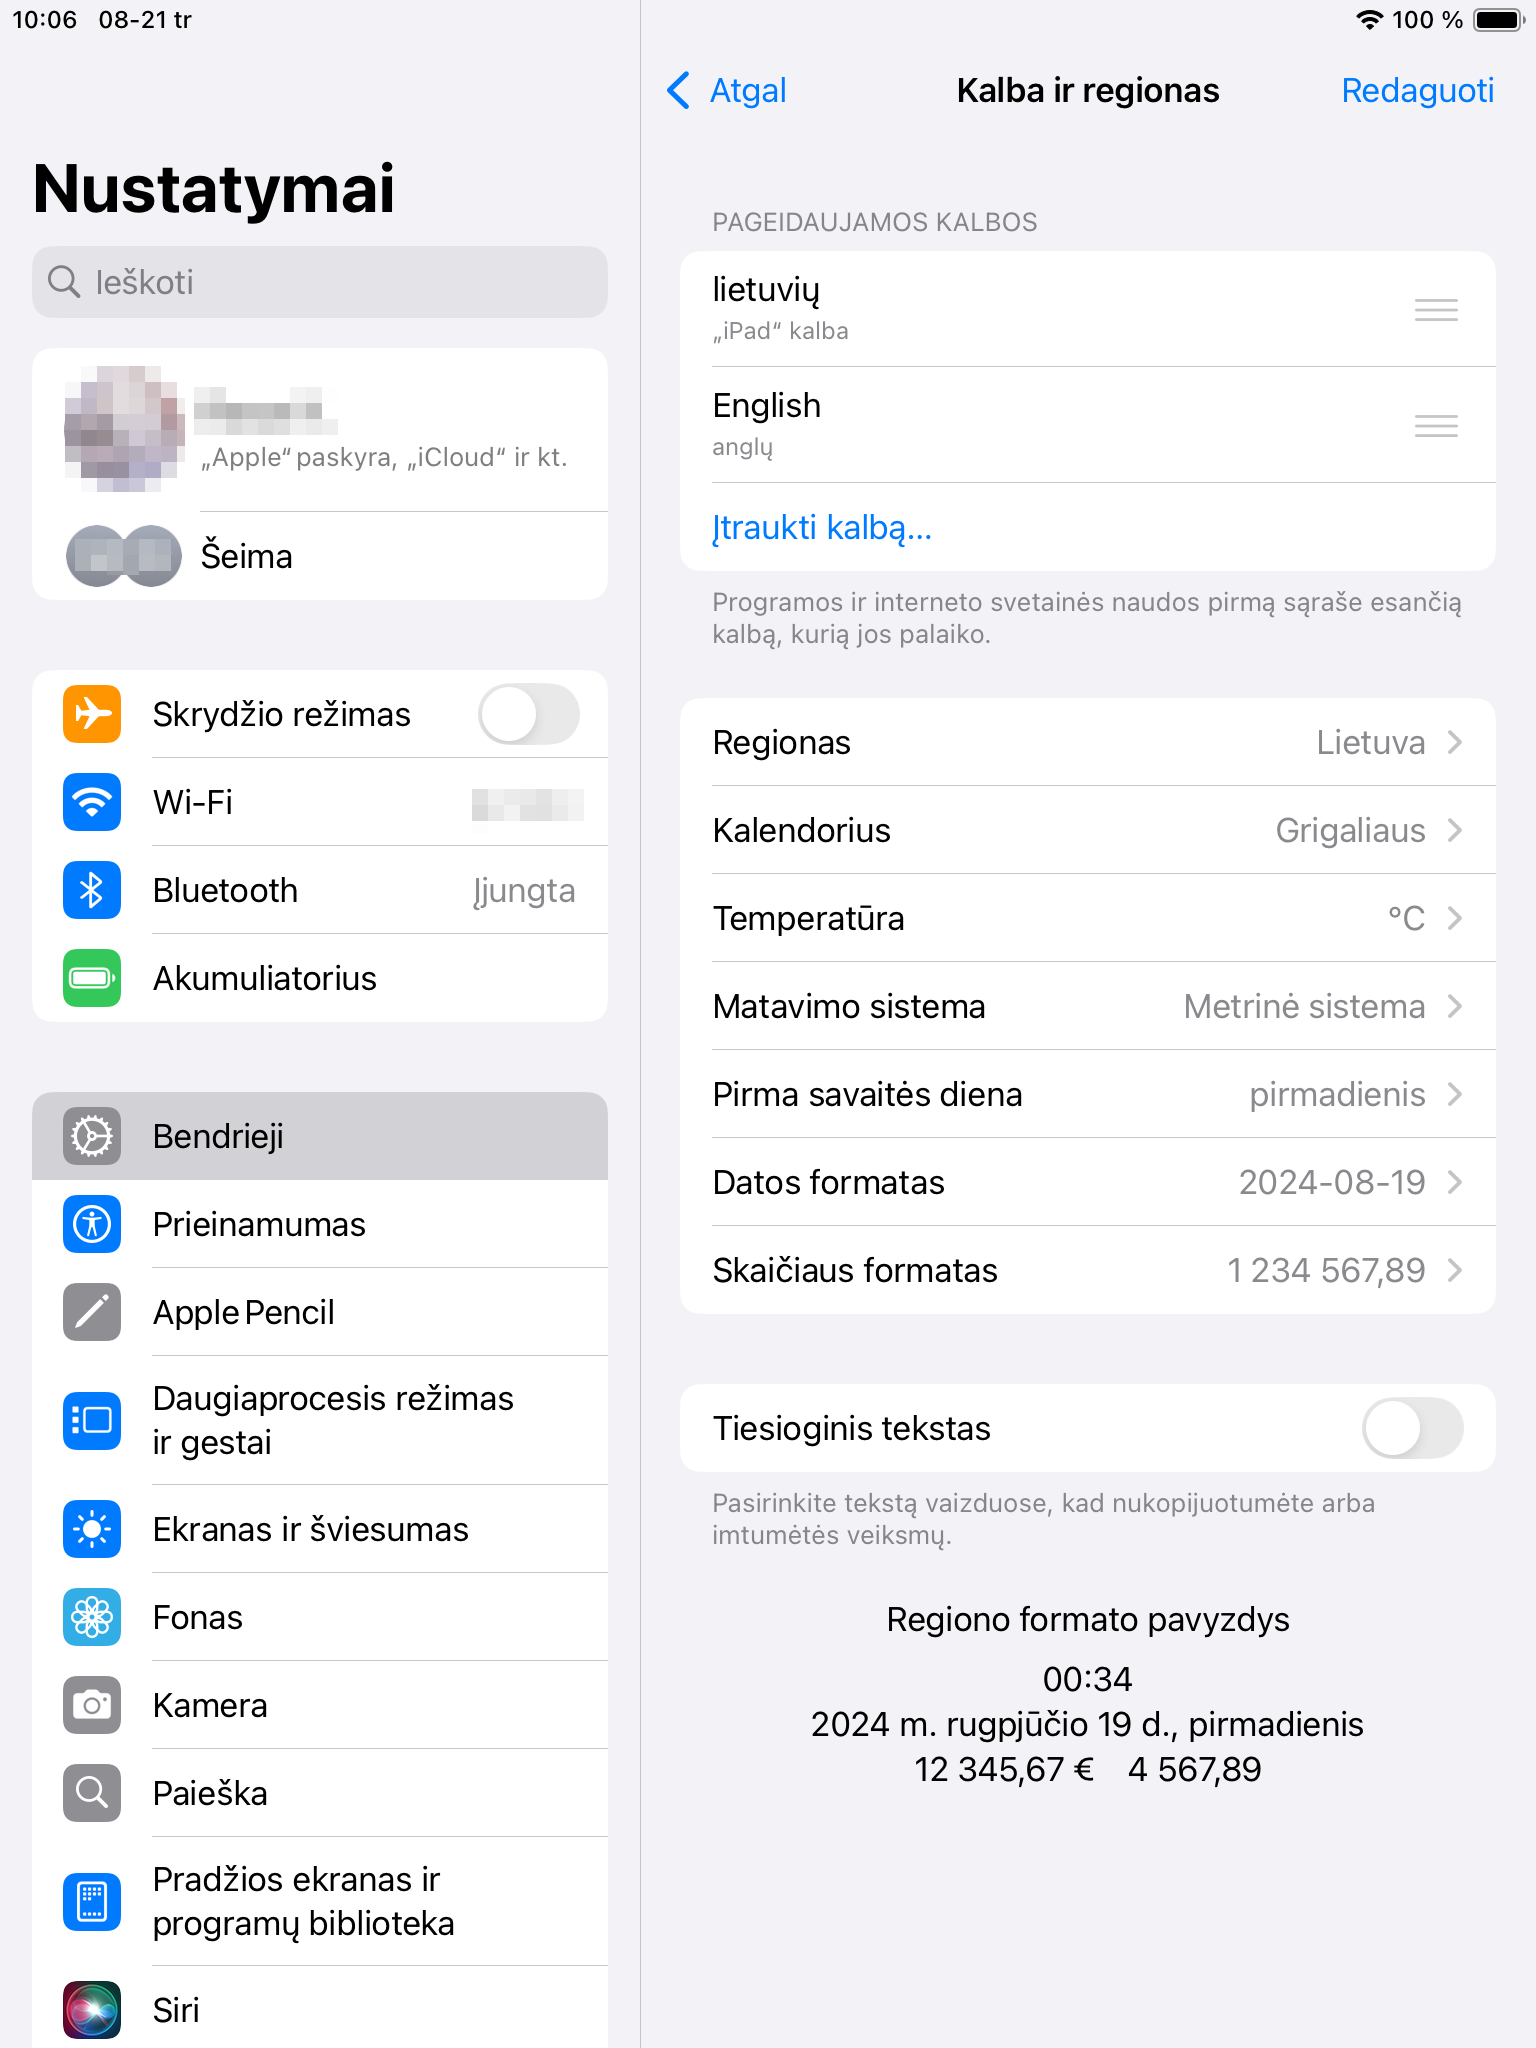 10:06 08-21 tr
100 %
Nustatymai
Ieškoti
„Apple“ paskyra, „iCloud“ ir kt.
Šeima
Skrydžio režimas
Wi-Fi
Bluetooth Įjungta
Akumuliatorius
Bendrieji
Prieinamumas
Apple Pencil
Daugiaprocesis režimas
ir gestai
Ekranas ir šviesumas
Fonas
Kamera
Paieška
Pradžios ekranas ir
programų biblioteka
Siri
Atgal Kalba ir regionas Redaguoti
PAGEIDAUJAMOS KALBOS
lietuvių
„iPad“ kalba
English
anglų
Įtraukti kalbą...
Programos ir interneto svetainės naudos pirmą sąraše esančią
kalbą, kurią jos palaiko.
Regionas Lietuva
Kalendorius Grigaliaus
Temperatūra °C
Matavimo sistema Metrinė sistema
Pirma savaitės diena pirmadienis
Datos formatas 2024-08-19
Skaičiaus formatas 1 234 567,89
Tiesioginis tekstas
Pasirinkite tekstą vaizduose, kad nukopijuotumėte arba
imtumėtės veiksmų.
Regiono formato pavyzdys
00:34
2024 m. rugpjūčio 19 d., pirmadienis
12 345,67 € 4 567,89